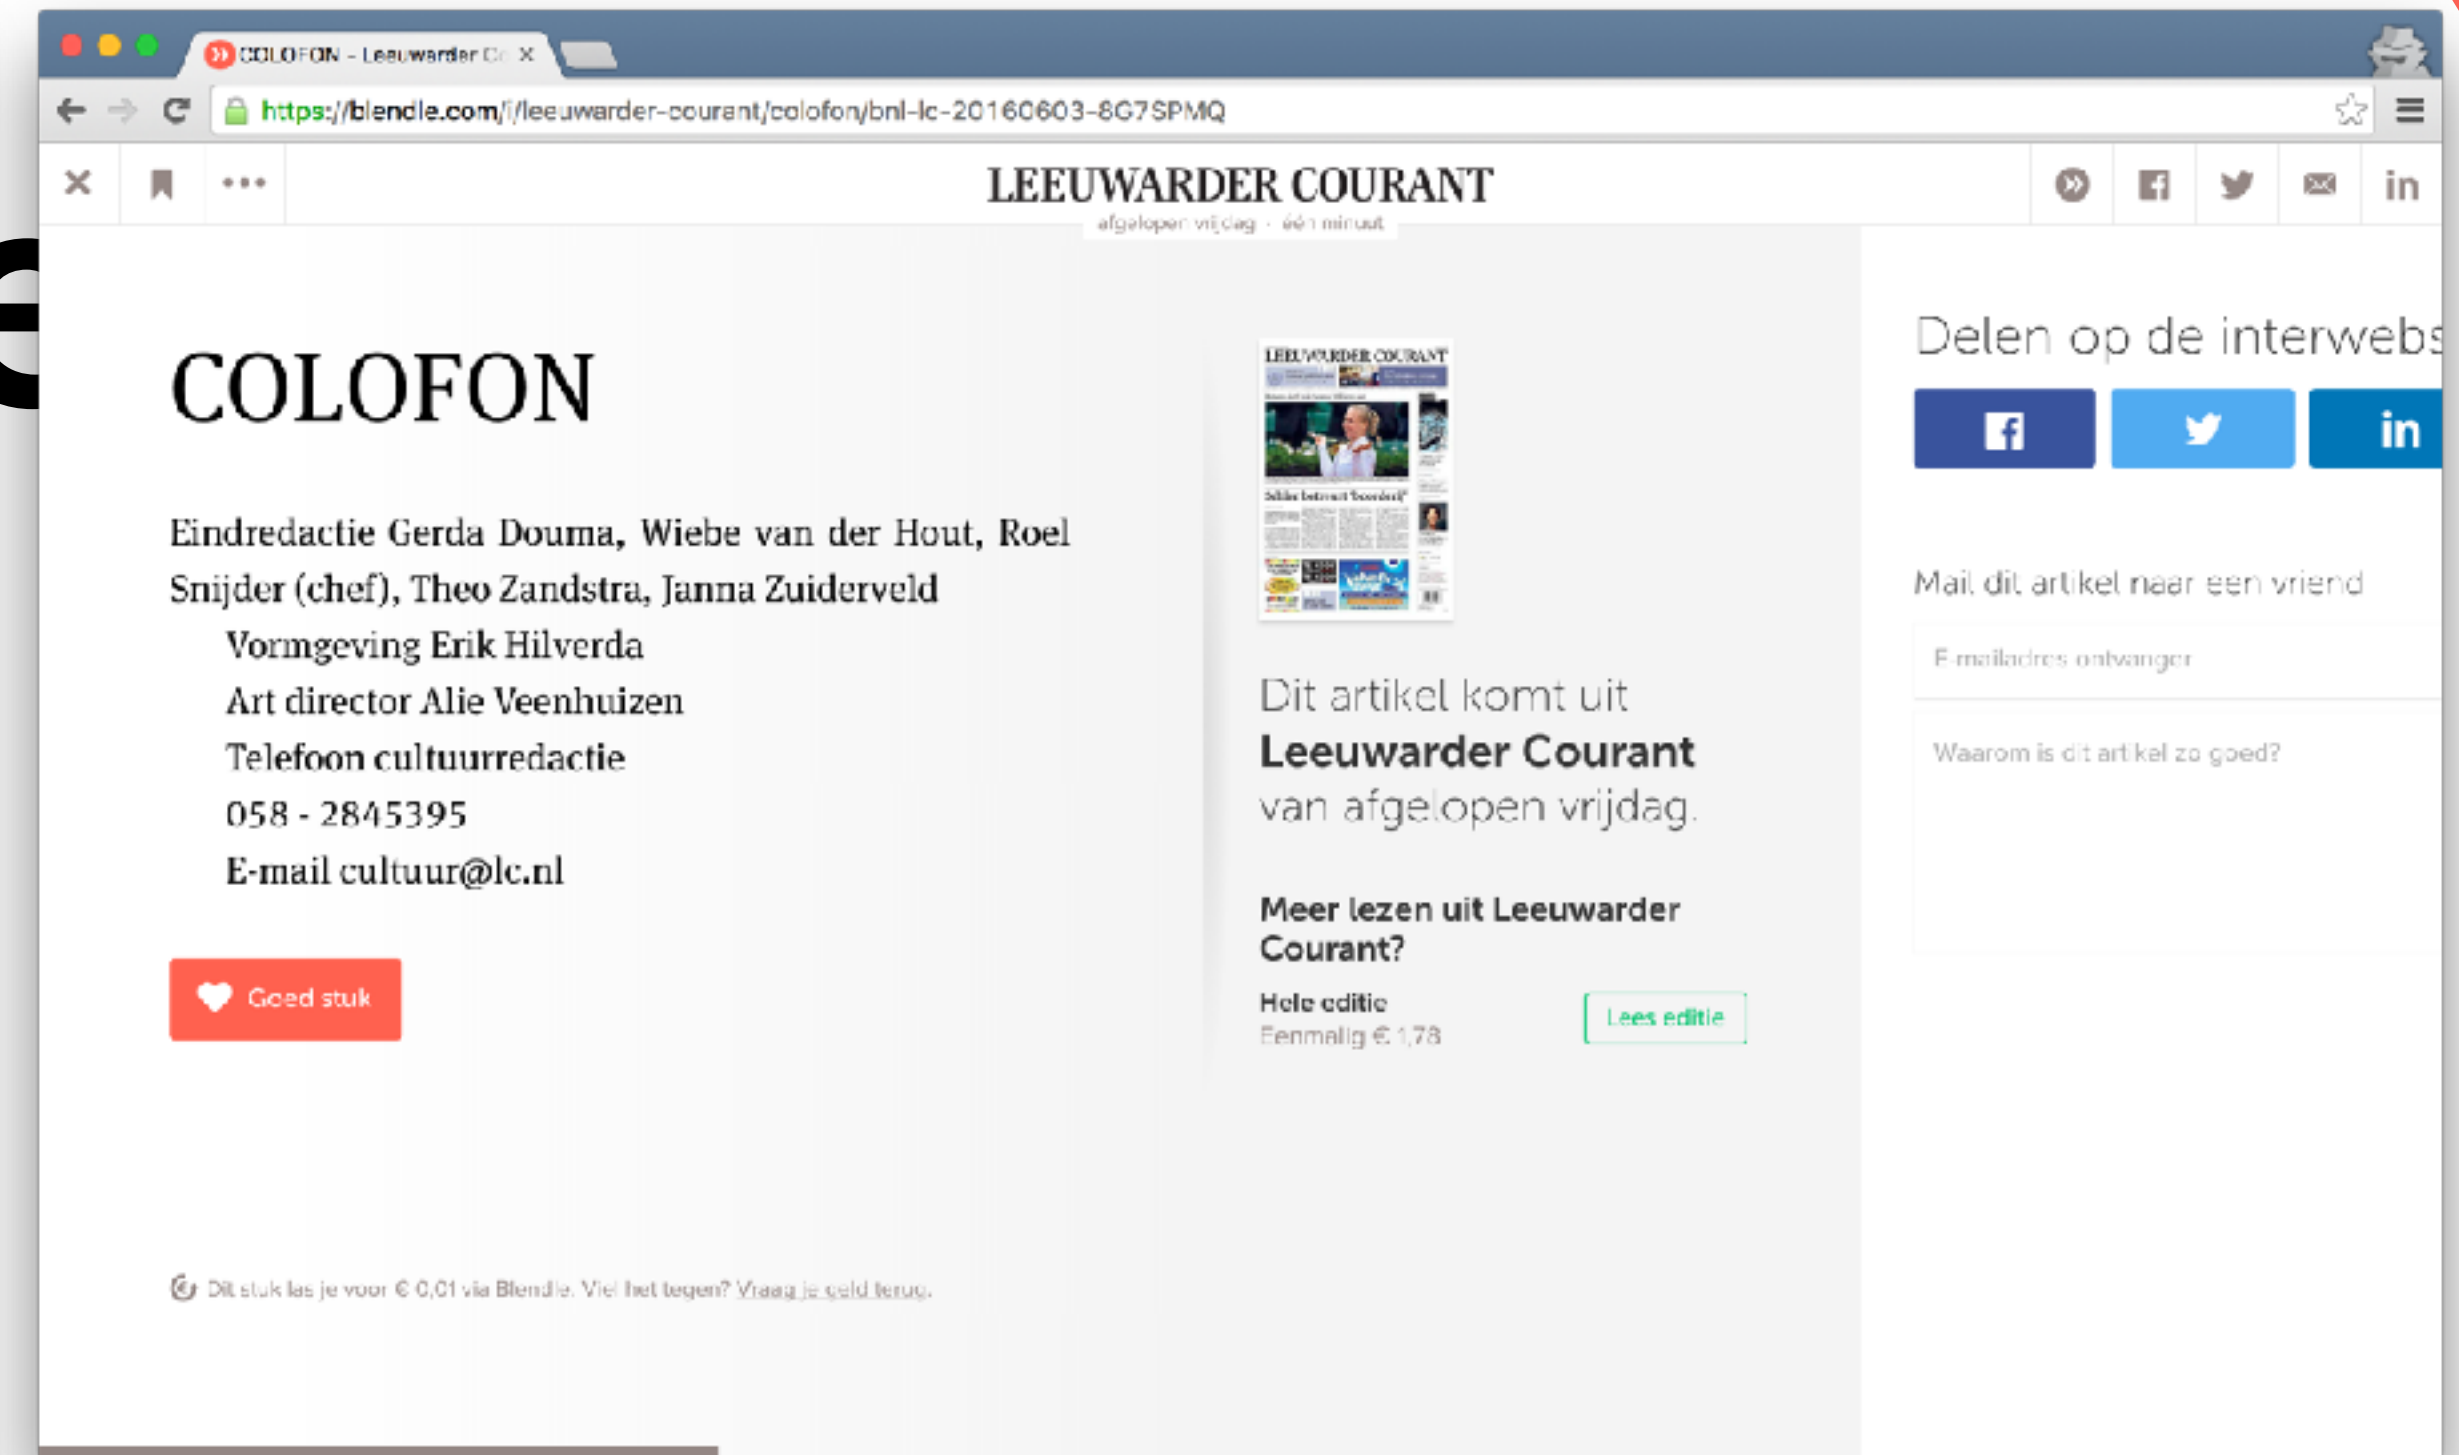 COLOFON - Leeuwarder Co
https://blendle.com/i/leeuwarder-courant/colofon/bnl-lc-20160603-8G7SPMQ
LEEUWARDER COURANT
afgelopen vrijdag · één minuut
e
COLOFON
Eindredactie Gerda Douma, Wiebe van der Hout, Roel
Snijder (chef), Theo Zandstra, Janna Zuiderveld
Vormgeving Erik Hilverda
Art director Alie Veenhuizen
Telefoon cultuurredactie
058 - 2845395
E-mail cultuur@lc.nl
Goed stuk
Dit stuk las je voor € 0,01 via Blendle. Viel het tegen? Vraag je geld terug.
LEEUWARDER COURANT
Dit artikel komt uit
Leeuwarder Courant
van afgelopen vrijdag.
Meer lezen uit Leeuwarder
Courant?
Hele editie
Eenmalig € 1,78
Lees editie
Delen op de interwebs
Mail dit artikel naar een vriend
E-mailadres ontvanger
Waarom is dit artikel zo goed?